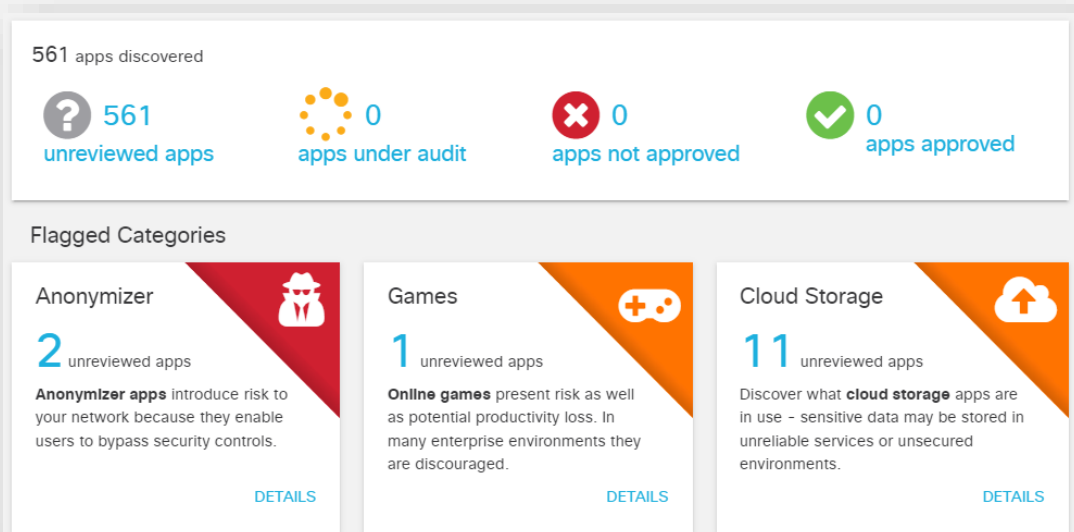 561 apps discovered
561
unreviewed apps
0
apps under audit
0
apps not approved
0
apps approved
Flagged Categories
Anonymizer
2 unreviewed apps
Anonymizer apps introduce risk to
your network because they enable
users to bypass security controls.
DETAILS
Games
1 unreviewed apps
Online games present risk as well
as potential productivity loss. In
many enterprise environments they
are discouraged.
DETAILS
Cloud Storage
11 unreviewed apps
Discover what cloud storage apps are
in use - sensitive data may be stored in
unreliable services or unsecured
environments.
DETAILS